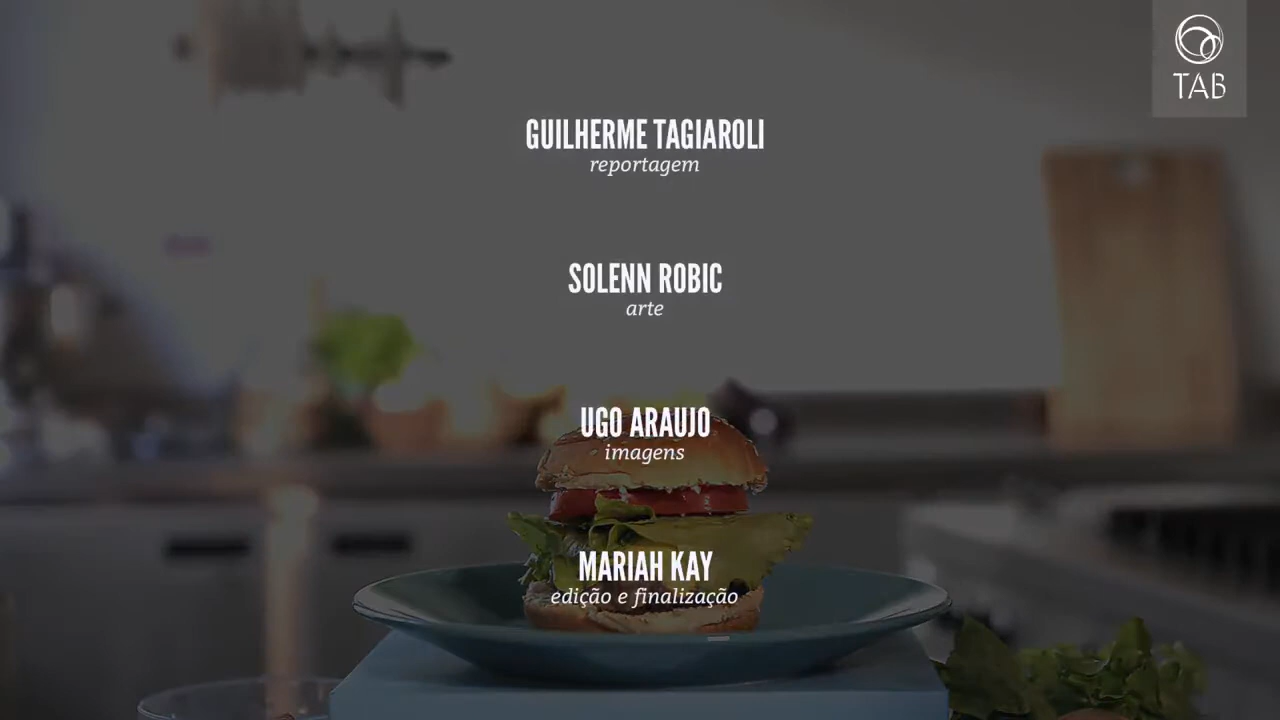 TAB
GUILHERME TAGIAROLI
reportagem
SOLENN ROBIC
arte
UGO ARAUJO
imagens
MARIAH KAY
edição e finalização